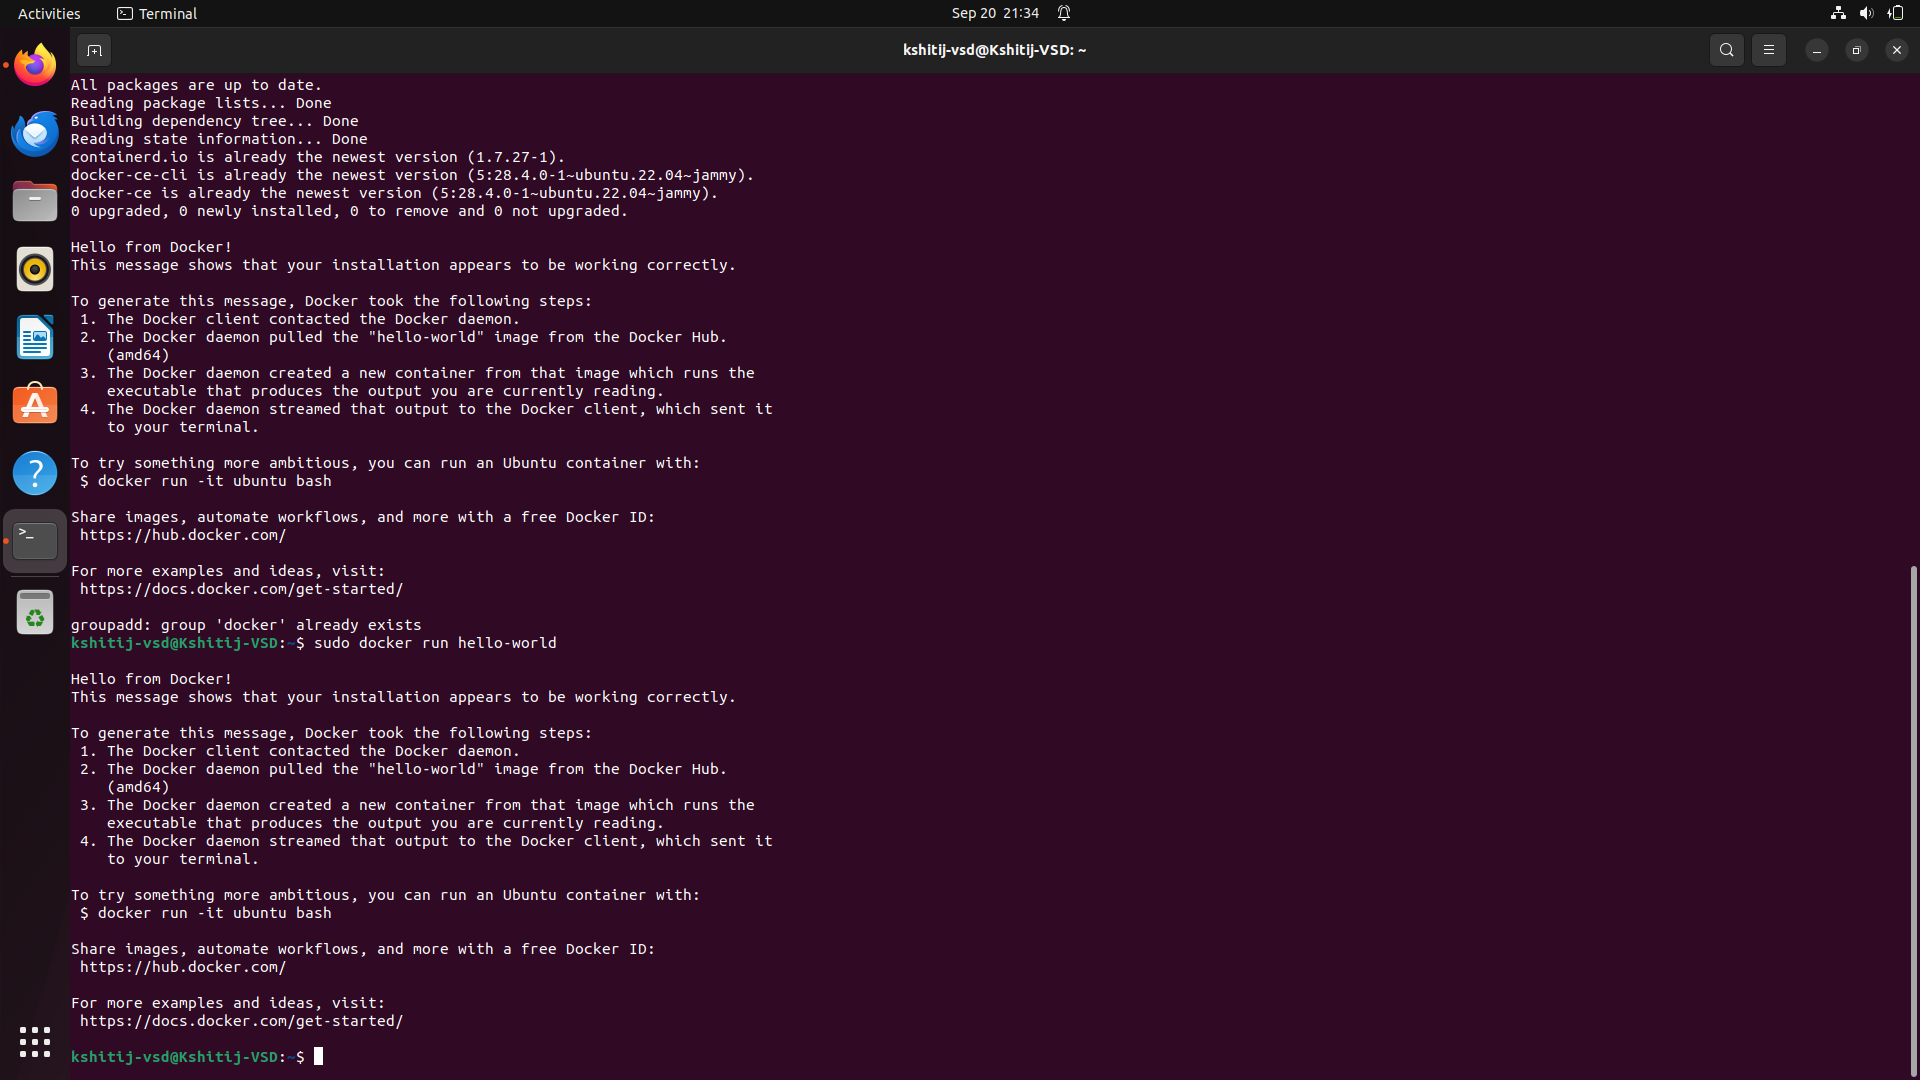 Activities
Terminal
Sep 20 21:34
kshitij-vsd@Kshitij-VSD: ~
All packages are up to date.
Reading package lists... Done
Building dependency tree... Done
Reading state information... Done
containerd.io is already the newest version (1.7.27-1).
docker-ce-cli is already the newest version (5:28.4.0-1~ubuntu.22.04~jammy).
docker-ce is already the newest version (5:28.4.0-1~ubuntu.22.04~jammy).
0 upgraded, 0 newly installed, 0 to remove and 0 not upgraded.
Hello from Docker!
This message shows that your installation appears to be working correctly.
To generate this message, Docker took the following steps:
1. The Docker client contacted the Docker daemon.
2. The Docker daemon pulled the "hello-world" image from the Docker Hub.
(amd64)
3. The Docker daemon created a new container from that image which runs the
executable that produces the output you are currently reading.
4. The Docker daemon streamed that output to the Docker client, which sent it
to your terminal.
To try something more ambitious, you can run an Ubuntu container with:
$ docker run -it ubuntu bash
Share images, automate workflows, and more with a free Docker ID:
https://hub.docker.com/
For more examples and ideas, visit:
https://docs.docker.com/get-started/
groupadd: group 'docker' already exists
kshitij-vsd@Kshitij-VSD:~$ sudo docker run hello-world
Hello from Docker!
This message shows that your installation appears to be working correctly.
To generate this message, Docker took the following steps:
1. The Docker client contacted the Docker daemon.
2. The Docker daemon pulled the "hello-world" image from the Docker Hub.
(amd64)
3. The Docker daemon created a new container from that image which runs the
executable that produces the output you are currently reading.
4. The Docker daemon streamed that output to the Docker client, which sent it
to your terminal.
To try something more ambitious, you can run an Ubuntu container with:
$ docker run -it ubuntu bash
Share images, automate workflows, and more with a free Docker ID:
https://hub.docker.com/
For more examples and ideas, visit:
https://docs.docker.com/get-started/
kshitij-vsd@Kshitij-VSD:~$